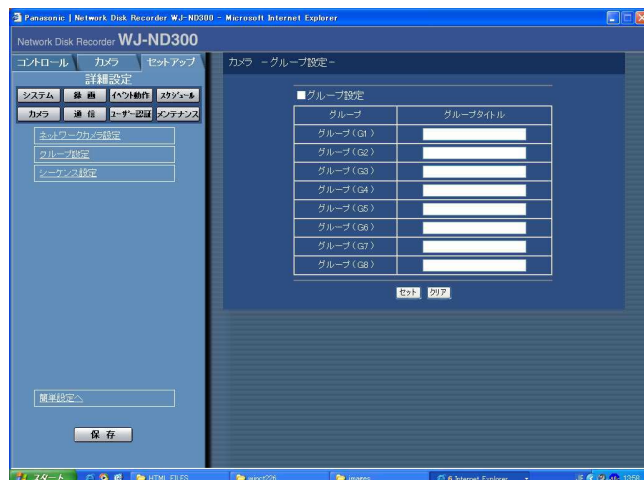 Panasonic | Network Disk Recorder WJ-ND300 - Microsoft Internet Explorer
Network Disk Recorder WJ-ND300
コントロール カメラ セットアップ
詳細設定
システム 録画 イベント動作 スケジュール
カメラ 通信 ユーザー認証 メンテナンス
ネットワークカメラ設定
グループ設定
シーケンス設定
簡単設定へ
保存
カメラ －グループ設定－
■グループ設定
グループ グループタイトル
グループ(G1)
グループ(G2)
グループ(G3)
グループ(G4)
グループ(G5)
グループ(G6)
グループ(G7)
グループ(G8)
セット クリア
スタート HTML FILES images 6 Internet Explorer 13:50